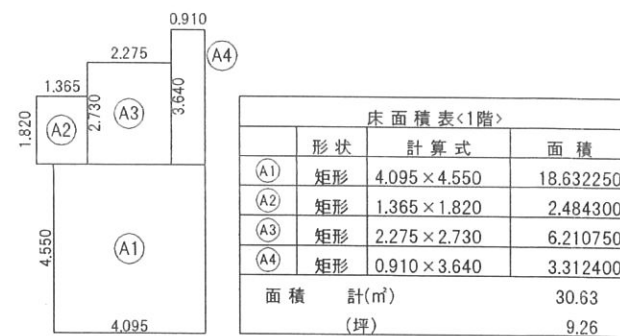 0.910
2.275
A4
1.365
1.820
A2
2.730
A3
3.640
4.550
A1
4.095
床面積表<1階>
形状 計算式 面積
A1 矩形 4.095×4.550 18.632250
A2 矩形 1.365×1.820 2.484300
A3 矩形 2.275×2.730 6.210750
A4 矩形 0.910×3.640 3.312400
面積 計(㎡) 30.63
(坪) 9.26